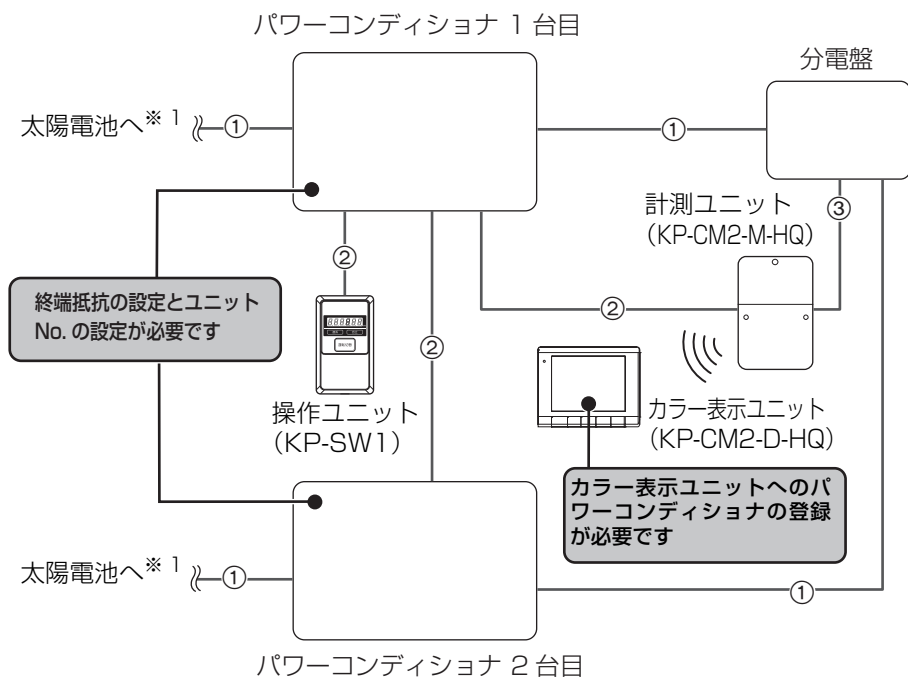 パワーコンディショナ 1 台目
分電盤
太陽電池へ※ 1
①
①
計測ユニット
(KP-CM2-M-HQ)
③
②
終端抵抗の設定とユニット
No. の設定が必要です
②
②
888888
操作ユニット
(KP-SW1)
カラー表示ユニット
(KP-CM2-D-HQ)
カラー表示ユニットへのパ
ワーコンディショナの登録
が必要です
太陽電池へ※ 1
①
①
パワーコンディショナ 2 台目